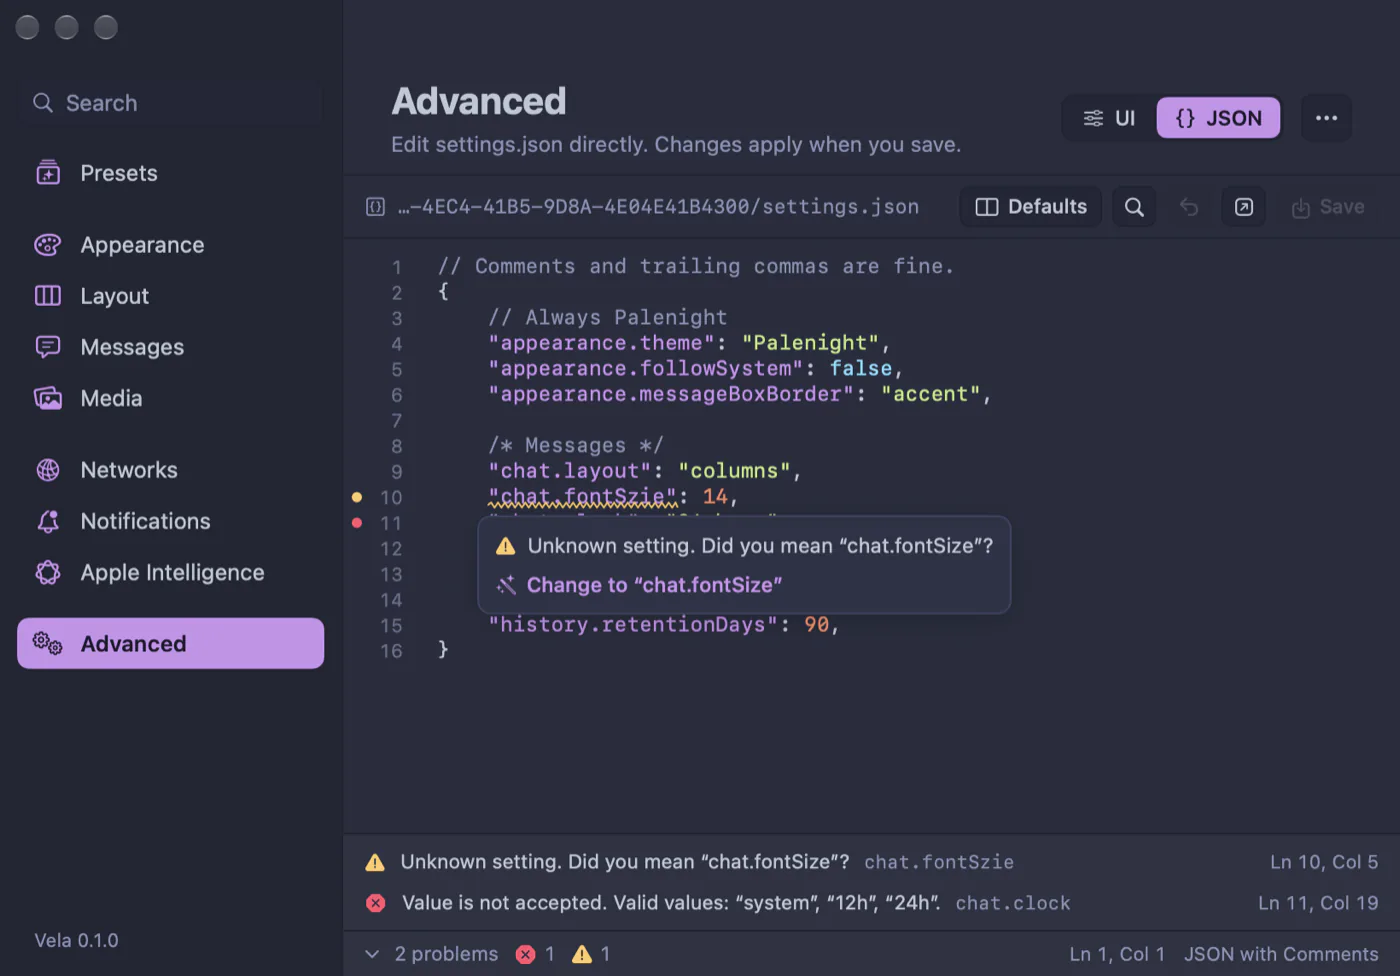 Search
Presets
Appearance
Layout
Messages
Media
Networks
Notifications
Apple Intelligence
Advanced
Vela 0.1.0
Advanced
Edit settings.json directly. Changes apply when you save.
UI
{} JSON
…-4EC4-41B5-9D8A-4E04E41B4300/settings.json
Defaults
Save
1 // Comments and trailing commas are fine.
2 {
3 // Always Palenight
4 "appearance.theme": "Palenight",
5 "appearance.followSystem": false,
6 "appearance.messageBoxBorder": "accent",
7
8 /* Messages */
9 "chat.layout": "columns",
10 "chat.fontSzie": 14,
11
12
13
14
Unknown setting. Did you mean “chat.fontSize”?
Change to “chat.fontSize”
15 "history.retentionDays": 90,
16 }
Unknown setting. Did you mean “chat.fontSize”? chat.fontSzie Ln 10, Col 5
Value is not accepted. Valid values: “system”, “12h”, “24h”. chat.clock Ln 11, Col 19
2 problems 1 1 Ln 1, Col 1 JSON with Comments